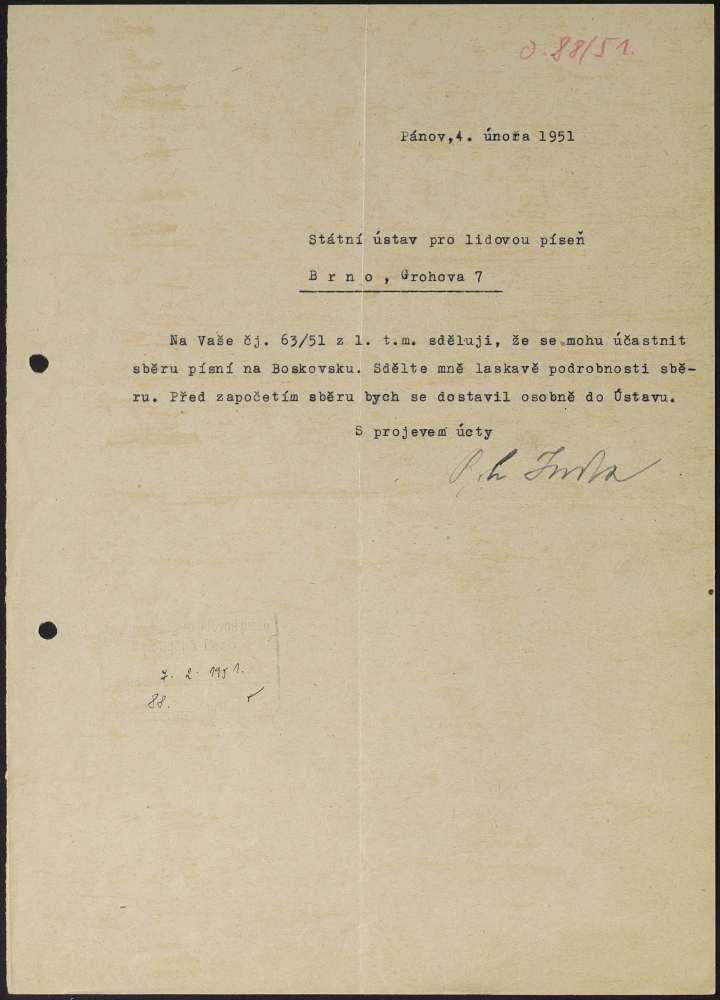 88/51.
Pánov,4. února 1951
Státní ústav pro lidovou píseň
B r n o , Grohova 7
Na Vaše čj. 63/51 z 1. t.m. sděluji, že se mohu účastnit
sběru písní na Boskovsku. Sdělte mně laskavě podrobnosti sbě-
ru. Před započetím sběru bych se dostavil osobně do Ústavu.
S projevem úcty
7. 2. 1951.
88.